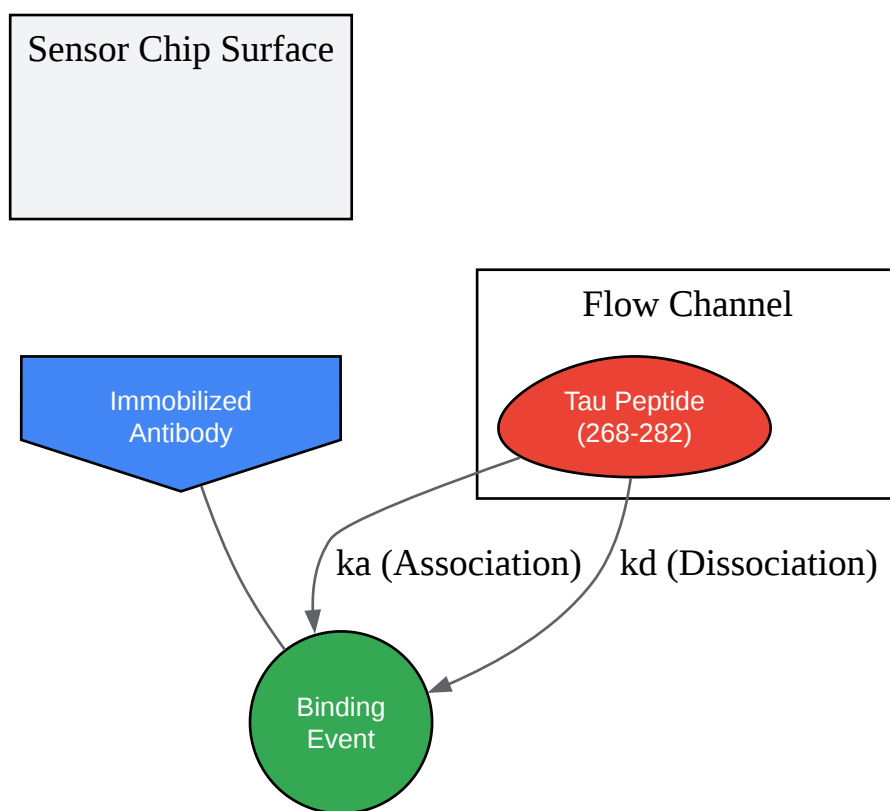 Sensor Chip Surface
Flow Channel
Immobilized
Antibody
Tau Peptide
(268-282)
ka (Association)
kd (Dissociation)
Binding
Event